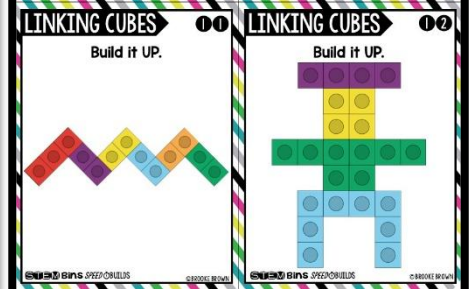 LINKING CUBES 11
Build it UP.
STEM Bins SPEED BUILDS
©BROOKE BROWN
LINKING CUBES 12
Build it UP.
STEM Bins SPEED BUILDS
©BROOKE BROWN